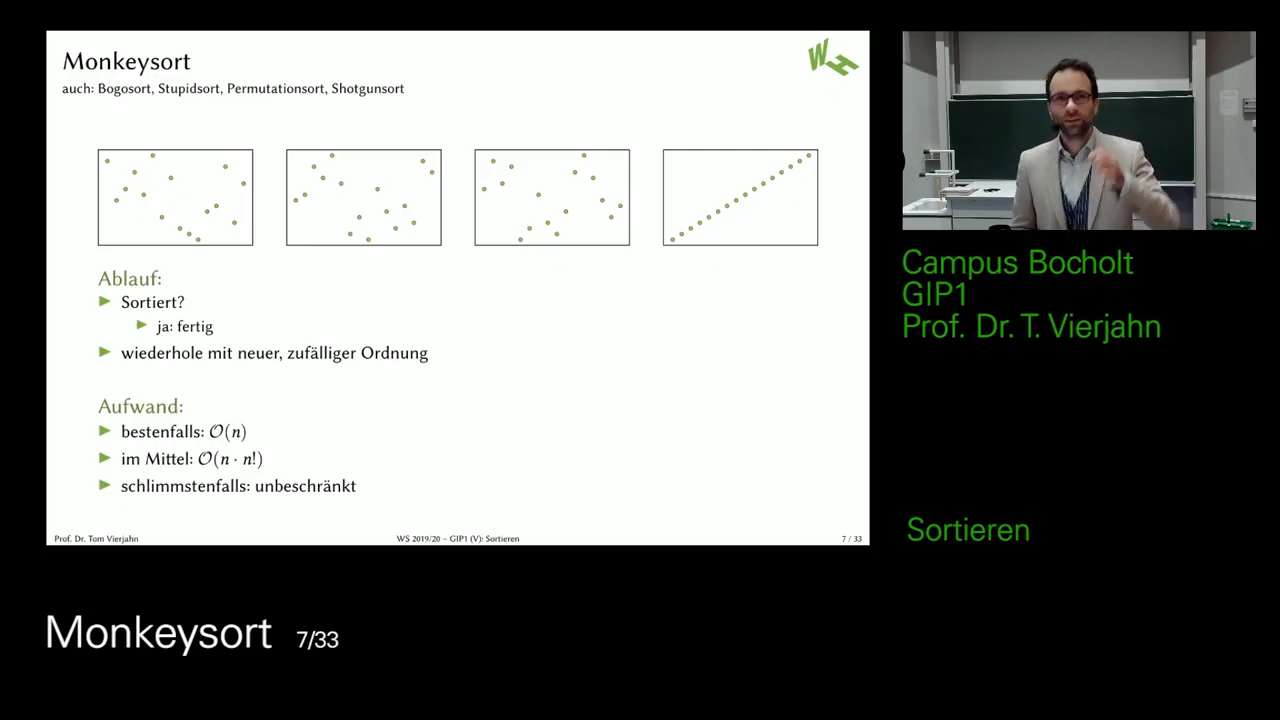 Monkeysort
auch: Bogosort, Stupidsort, Permutationsort, Shotgunsort
WH
Ablauf:
Sortiert?
ja: fertig
wiederhole mit neuer, zufälliger Ordnung
Aufwand:
bestenfalls: O(n)
im Mittel: O(n · n!)
schlimmstenfalls: unbeschränkt
Prof. Dr. Tom Vierjahn WS 2019/20 – GIP1 (V): Sortieren 7 / 33
Campus Bocholt
GIP1
Prof. Dr. T. Vierjahn
Sortieren
Monkeysort 7/33